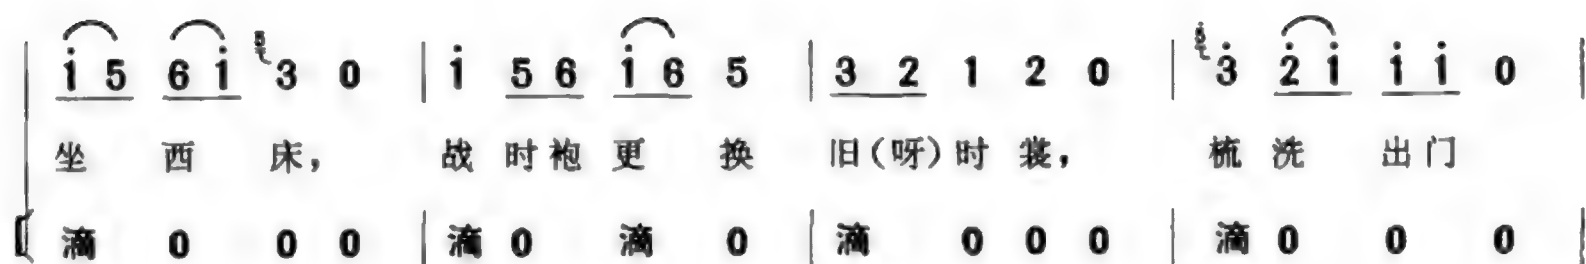 i 5 6 i 5 3 0 | i 5 6 i 6 5 | 3 2 1 2 0 | 5 3 2 i i i 0 |
坐 西 床， 战 时 袍 更 换 旧（呀）时 裳， 梳 洗 出 门
滴 0 0 0 | 滴 0 滴 0 | 滴 0 0 0 | 滴 0 0 0